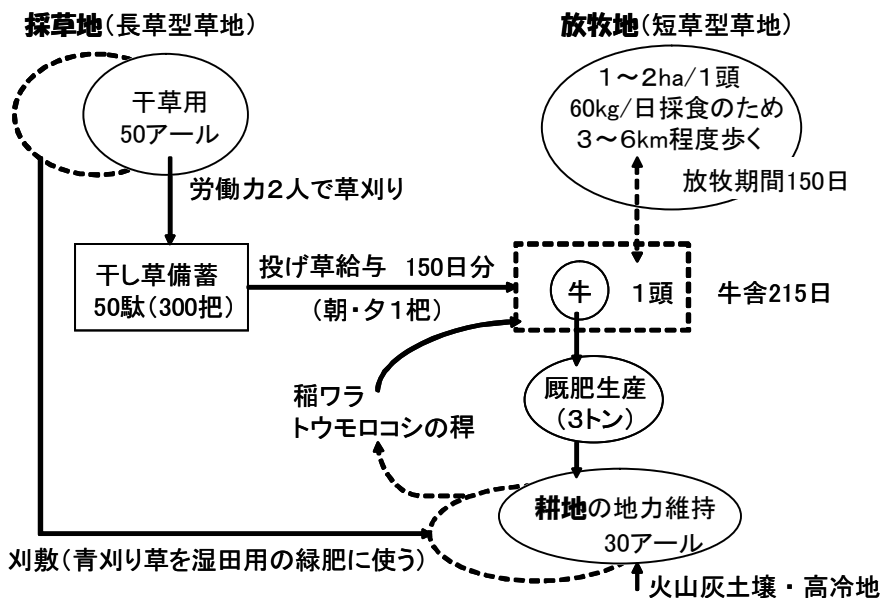 採草地(長草型草地)
干草用
50アール
労働力2人で草刈り
干し草備蓄
50駄(300把)
投げ草給与 150日分
(朝・夕1杷)
放牧地(短草型草地)
1～2ha/1頭
60kg/日採食のため
3～6km程度歩く
放牧期間150日
牛 1頭
牛舎215日
厩肥生産
(3トン)
稲ワラ
トウモロコシの稈
耕地の地力維持
30アール
刈敷(青刈り草を湿田用の緑肥に使う)
火山灰土壌・高冷地